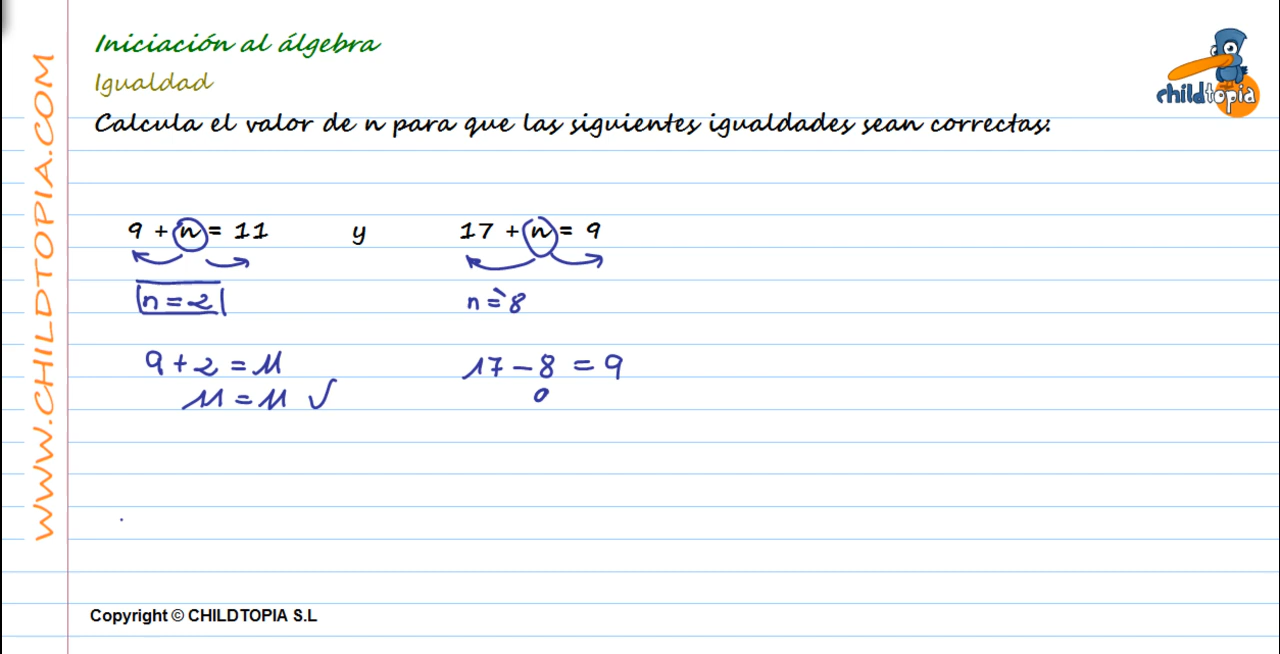 Iniciación al álgebra
Igualdad
childtopia
Calcula el valor de n para que las siguientes igualdades sean correctas:
9 + n = 11 y 17 + n = 9
n = 2 n = -8
9 + 2 = 11 17 - 8 = 9
11 = 11 √ 9
WWW.CHILDTOPIA.COM
Copyright © CHILDTOPIA S.L